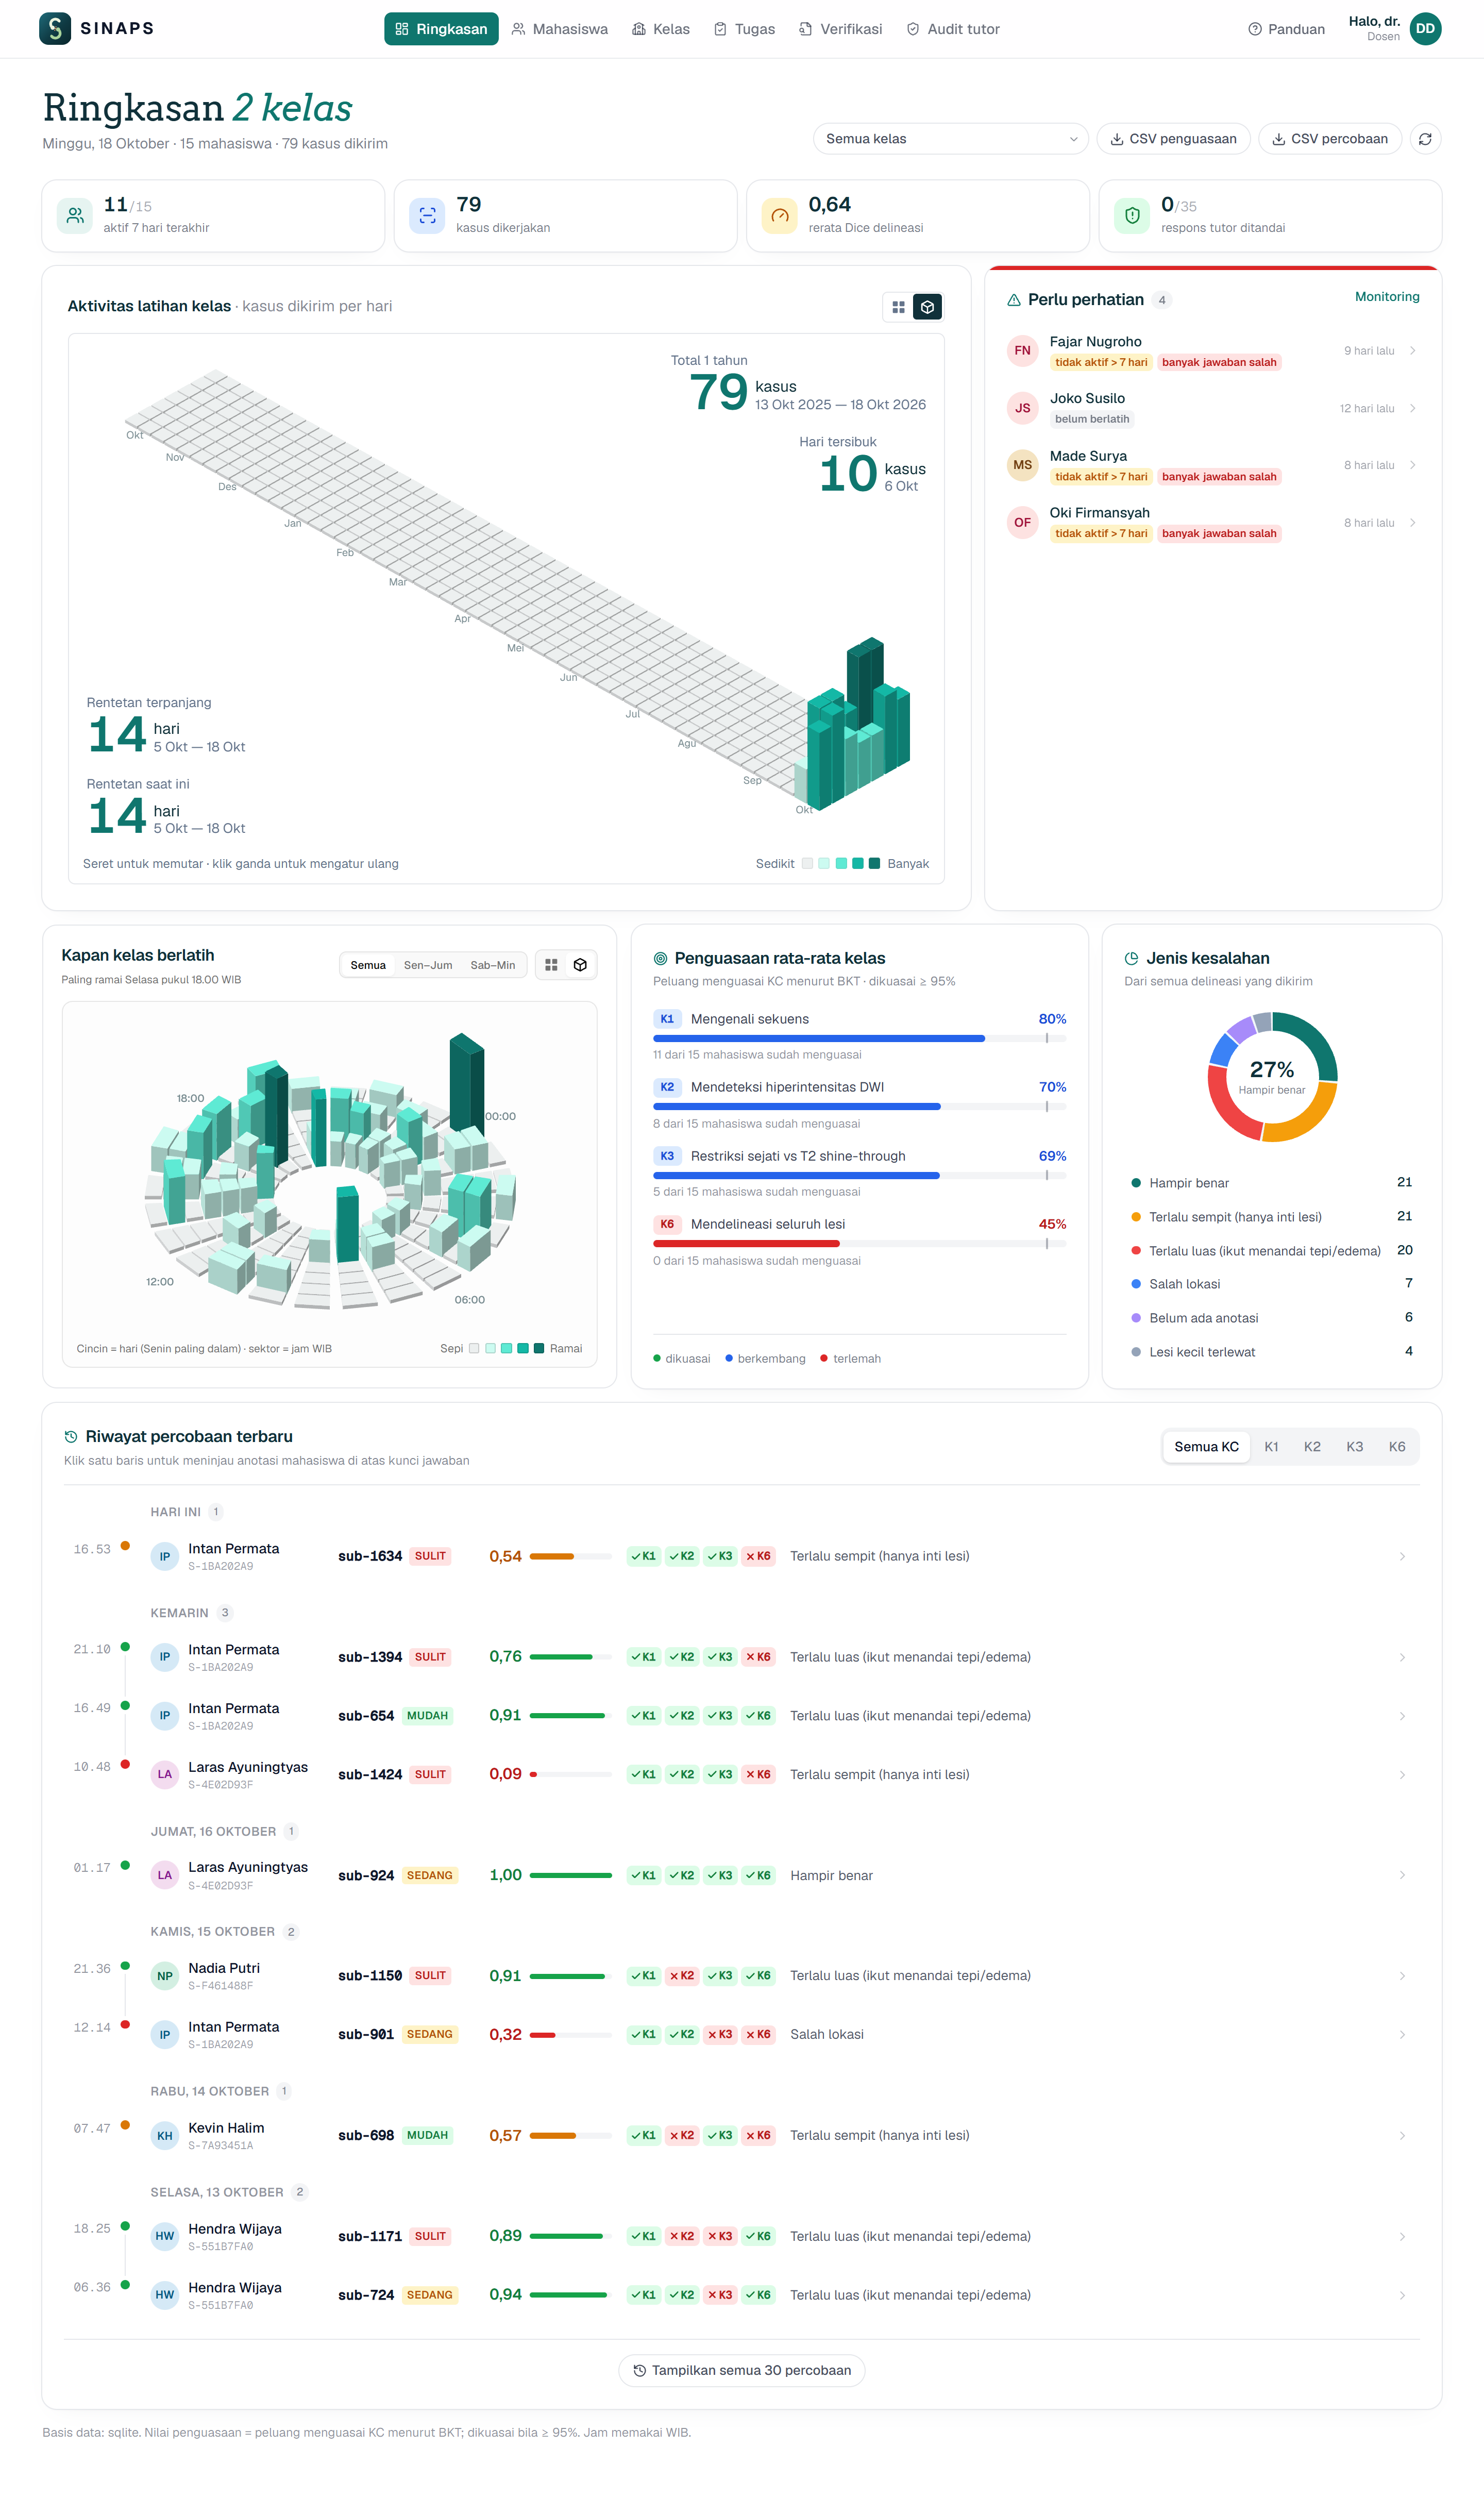 SINAPS
Ringkasan
Mahasiswa
Kelas
Tugas
Verifikasi
Audit tutor
Panduan
Halo, dr.
Dosen
DD
Ringkasan 2 kelas
Minggu, 18 Oktober · 15 mahasiswa · 79 kasus dikirim
Semua kelas
CSV penguasaan
CSV percobaan
11/15
aktif 7 hari terakhir
79
kasus dikerjakan
0,64
rerata Dice delineasi
0/35
respons tutor ditandai
Aktivitas latihan kelas · kasus dikirim per hari
Total 1 tahun
79 kasus
13 Okt 2025 — 18 Okt 2026
Hari tersibuk
10 kasus
6 Okt
Okt
Nov
Des
Jan
Feb
Mar
Apr
Mei
Jun
Jul
Agu
Sep
Okt
Rentetan terpanjang
14 hari
5 Okt — 18 Okt
Rentetan saat ini
14 hari
5 Okt — 18 Okt
Seret untuk memutar · klik ganda untuk mengatur ulang
Sedikit
Banyak
Perlu perhatian 4
Monitoring
FN
Fajar Nugroho
tidak aktif > 7 hari
banyak jawaban salah
9 hari lalu
JS
Joko Susilo
belum berlatih
12 hari lalu
MS
Made Surya
tidak aktif > 7 hari
banyak jawaban salah
8 hari lalu
OF
Oki Firmansyah
tidak aktif > 7 hari
banyak jawaban salah
8 hari lalu
Kapan kelas berlatih
Paling ramai Selasa pukul 18.00 WIB
Semua
Sen–Jum
Sab–Min
18:00
00:00
12:00
06:00
Cincin = hari (Senin paling dalam) · sektor = jam WIB
Sepi
Ramai
Penguasaan rata-rata kelas
Peluang menguasai KC menurut BKT · dikuasai ≥ 95%
K1 Mengenali sekuens 80%
11 dari 15 mahasiswa sudah menguasai
K2 Mendeteksi hiperintensitas DWI 70%
8 dari 15 mahasiswa sudah menguasai
K3 Restriksi sejati vs T2 shine-through 69%
5 dari 15 mahasiswa sudah menguasai
K6 Mendelineasi seluruh lesi 45%
0 dari 15 mahasiswa sudah menguasai
dikuasai
berkembang
terlemah
Jenis kesalahan
Dari semua delineasi yang dikirim
27%
Hampir benar
Hampir benar 21
Terlalu sempit (hanya inti lesi) 21
Terlalu luas (ikut menandai tepi/edema) 20
Salah lokasi 7
Belum ada anotasi 6
Lesi kecil terlewat 4
Riwayat percobaan terbaru
Klik satu baris untuk meninjau anotasi mahasiswa di atas kunci jawaban
Semua KC
K1
K2
K3
K6
HARI INI 1
16.53 IP Intan Permata sub-1634 SULIT 0,54 K1 K2 K3 K6 Terlalu sempit (hanya inti lesi)
S-1BA202A9
KEMARIN 3
21.10 IP Intan Permata sub-1394 SULIT 0,76 K1 K2 K3 K6 Terlalu luas (ikut menandai tepi/edema)
S-1BA202A9
16.49 IP Intan Permata sub-654 MUDAH 0,91 K1 K2 K3 K6 Terlalu luas (ikut menandai tepi/edema)
S-1BA202A9
10.48 LA Laras Ayuningtyas sub-1424 SULIT 0,09 K1 K2 K3 K6 Terlalu sempit (hanya inti lesi)
S-4E02D93F
JUMAT, 16 OKTOBER 1
01.17 LA Laras Ayuningtyas sub-924 SEDANG 1,00 K1 K2 K3 K6 Hampir benar
S-4E02D93F
KAMIS, 15 OKTOBER 2
21.36 NP Nadia Putri sub-1150 SULIT 0,91 K1 K2 K3 K6 Terlalu luas (ikut menandai tepi/edema)
S-F461488F
12.14 IP Intan Permata sub-901 SEDANG 0,32 K1 K2 K3 K6 Salah lokasi
S-1BA202A9
RABU, 14 OKTOBER 1
07.47 KH Kevin Halim sub-698 MUDAH 0,57 K1 K2 K3 K6 Terlalu sempit (hanya inti lesi)
S-7A93451A
SELASA, 13 OKTOBER 2
18.25 HW Hendra Wijaya sub-1171 SULIT 0,89 K1 K2 K3 K6 Terlalu luas (ikut menandai tepi/edema)
S-551B7FA0
06.36 HW Hendra Wijaya sub-724 SEDANG 0,94 K1 K2 K3 K6 Terlalu luas (ikut menandai tepi/edema)
S-551B7FA0
Tampilkan semua 30 percobaan
Basis data: sqlite. Nilai penguasaan = peluang menguasai KC menurut BKT; dikuasai bila ≥ 95%. Jam memakai WIB.